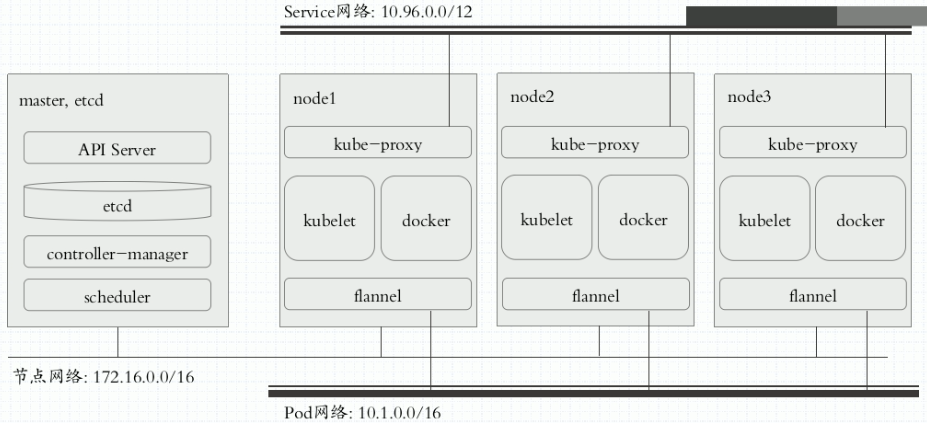 Service网络: 10.96.0.0/12
master, etcd
API Server
etcd
controller-manager
scheduler
node1
kube-proxy
kubelet
docker
flannel
node2
kube-proxy
kubelet
docker
flannel
node3
kube-proxy
kubelet
docker
flannel
节点网络: 172.16.0.0/16
Pod网络: 10.1.0.0/16